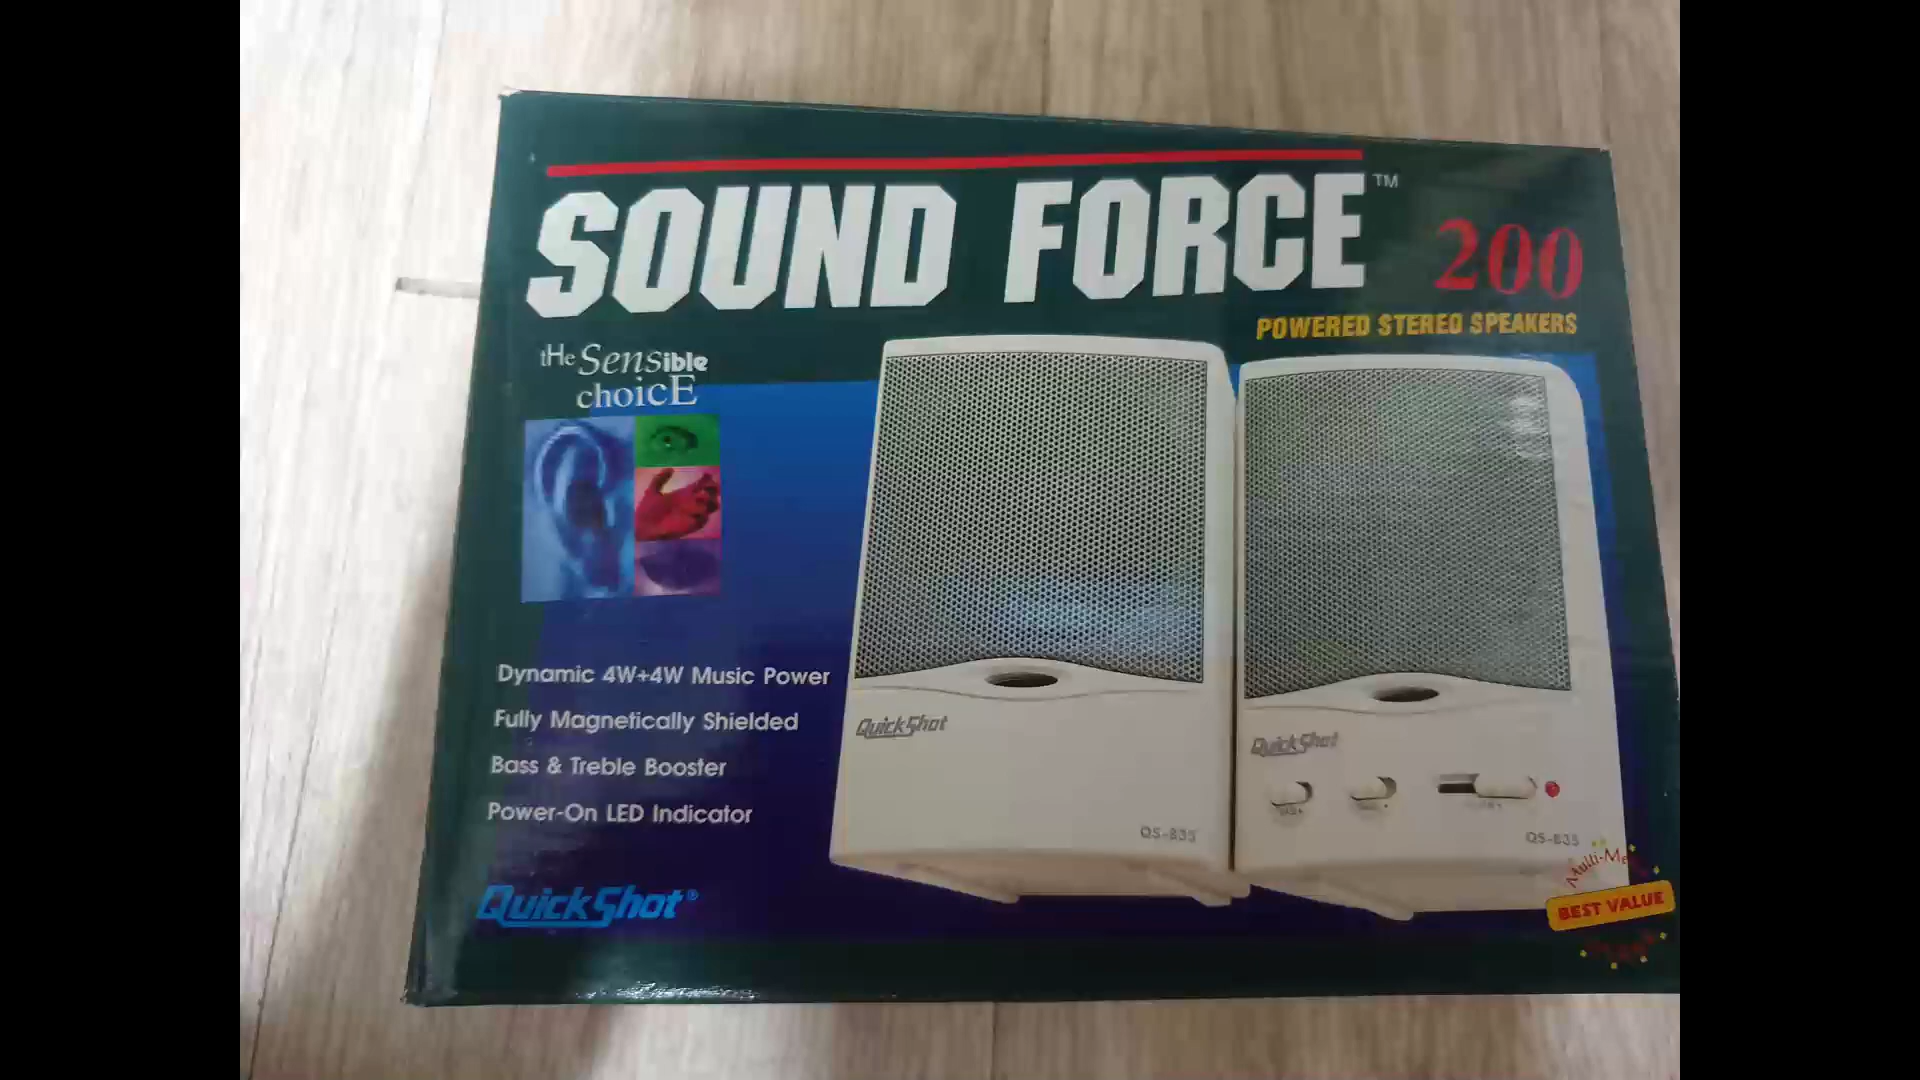 SOUND FORCE™
200
POWERED STEREO SPEAKERS
tHe Sensible
choicE
Dynamic 4W+4W Music Power
Fully Magnetically Shielded
Bass & Treble Booster
Power-On LED Indicator
QuickShot®
QuickShot
QS-835
QuickShot
QS-835
BEST VALUE